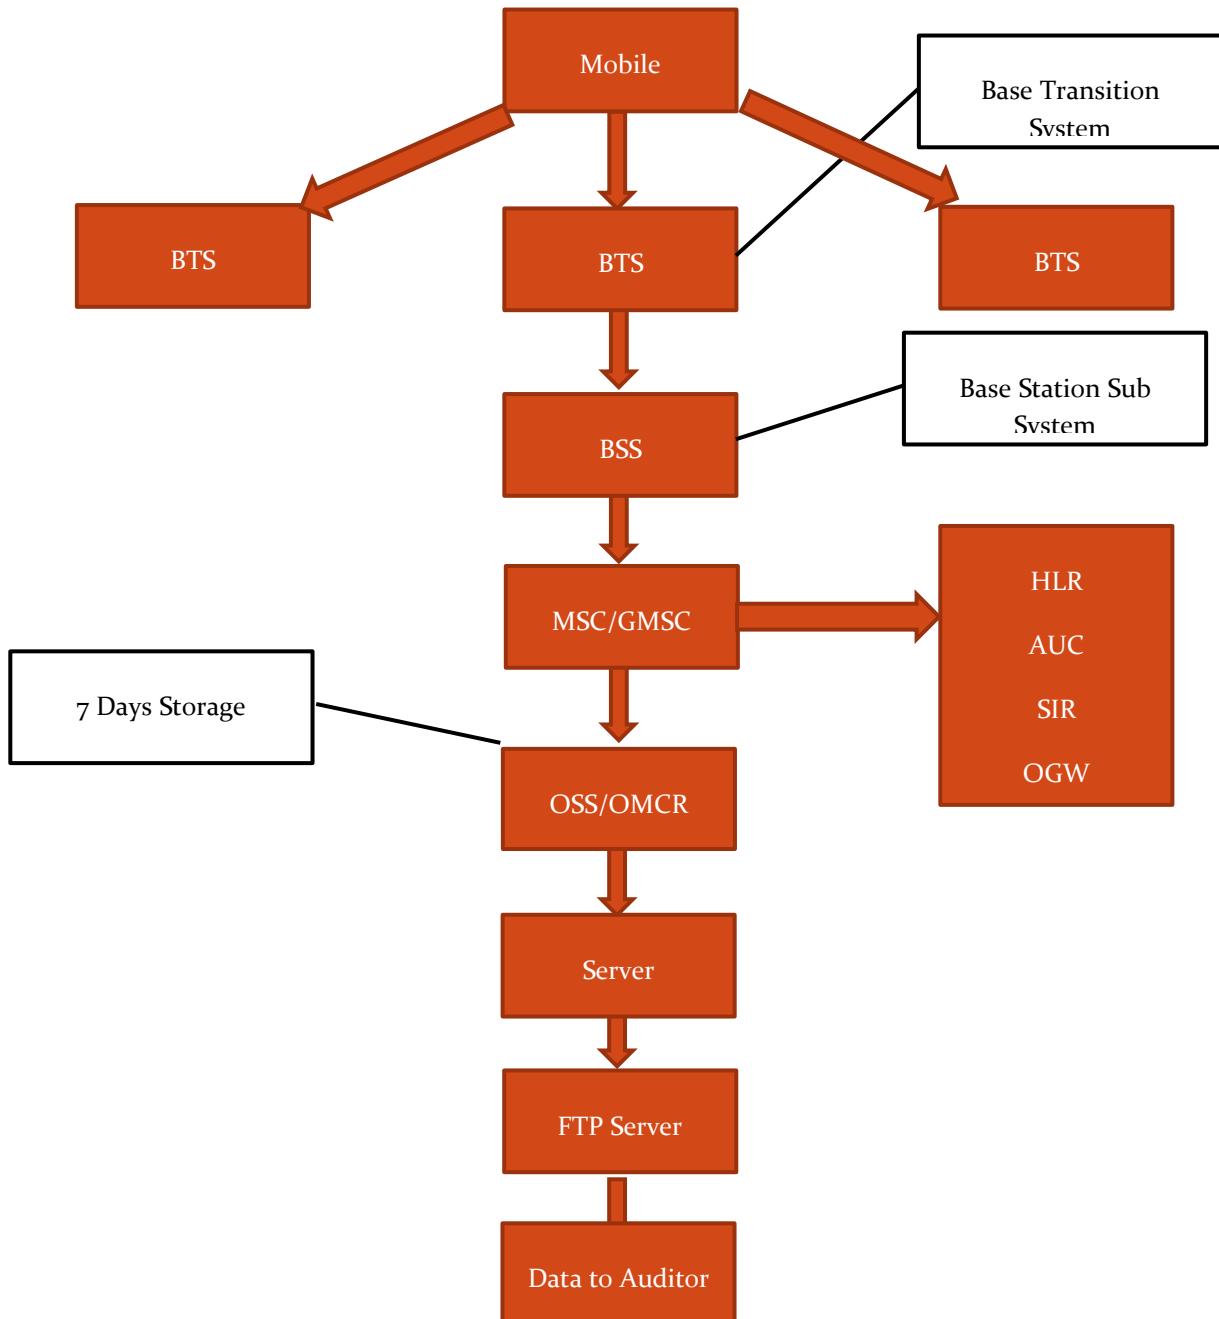 Mobile
Base Transition
System
BTS
BTS
BTS
Base Station Sub
System
BSS
HLR
MSC/GMSC
AUC
7 Days Storage
SIR
OGW
OSS/OMCR
Server
FTP Server
Data to Auditor